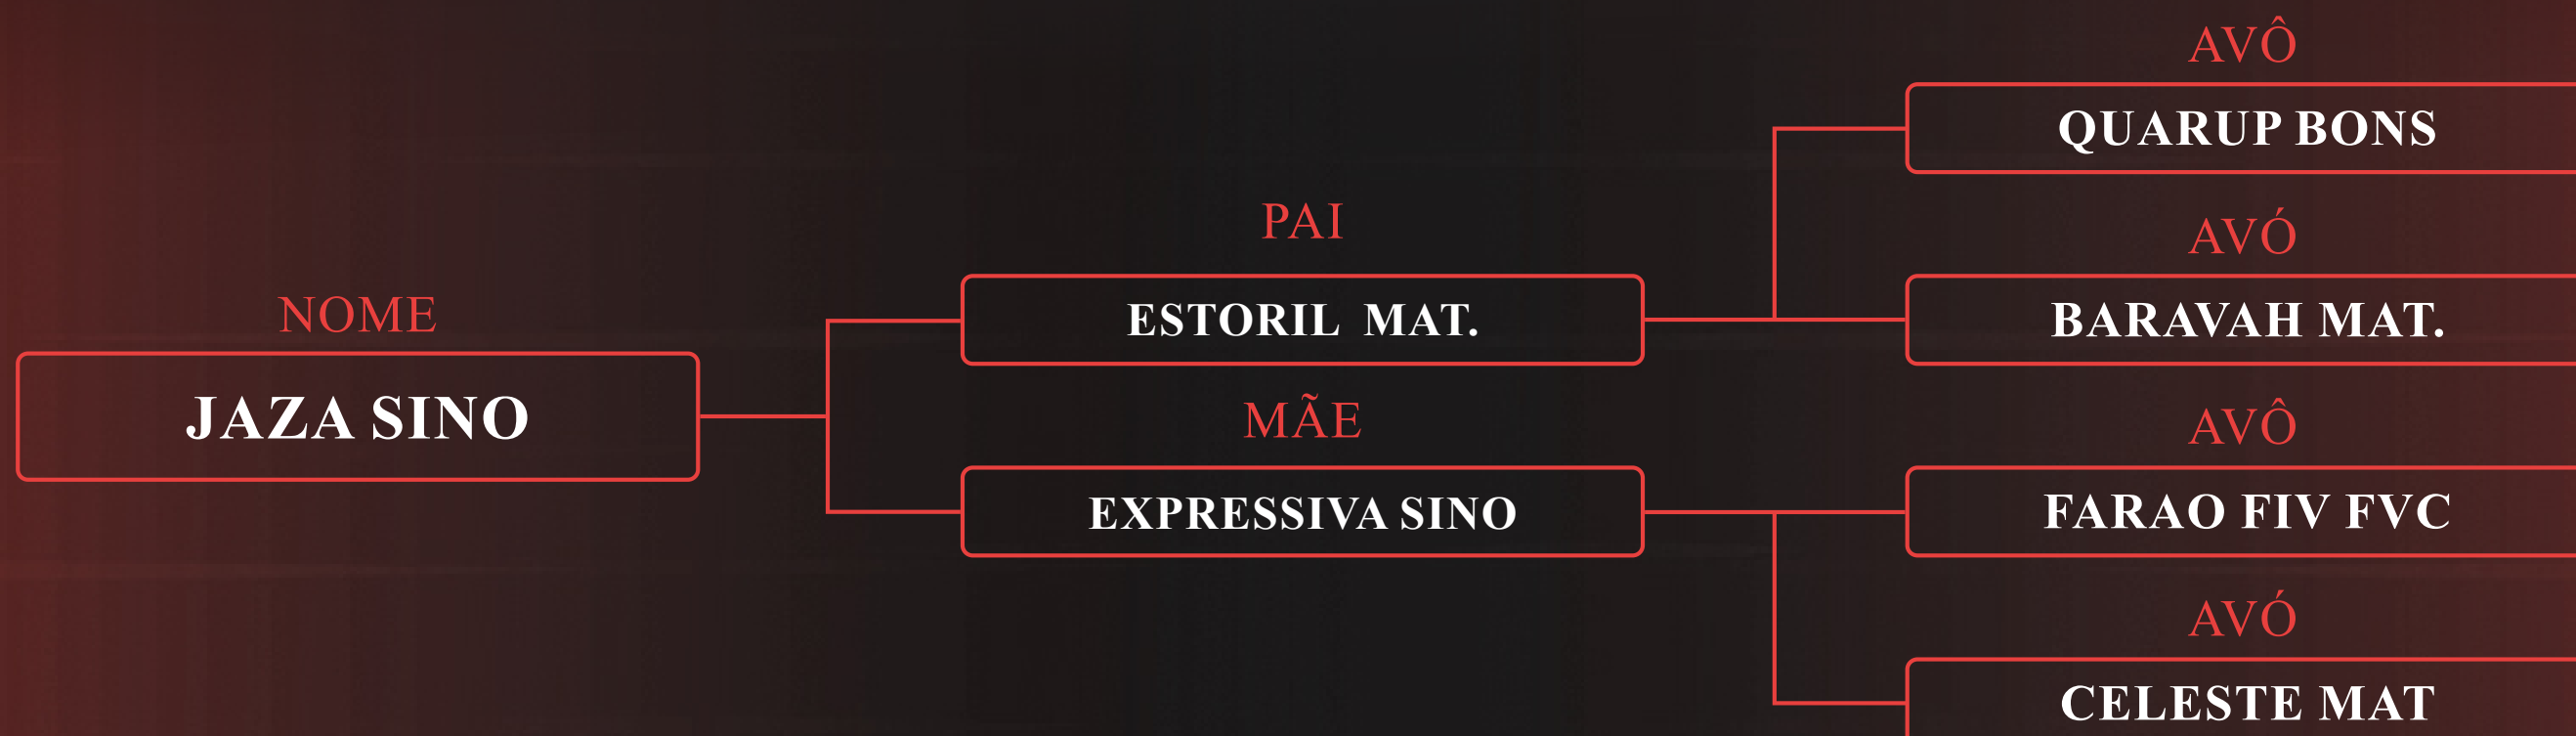 NOME
JAZA SINO
PAI
ESTORIL MAT.
MÃE
EXPRESSIVA SINO
AVÔ
QUARUP BONS
AVÓ
BARAVAH MAT.
AVÔ
FARAO FIV FVC
AVÓ
CELESTE MAT